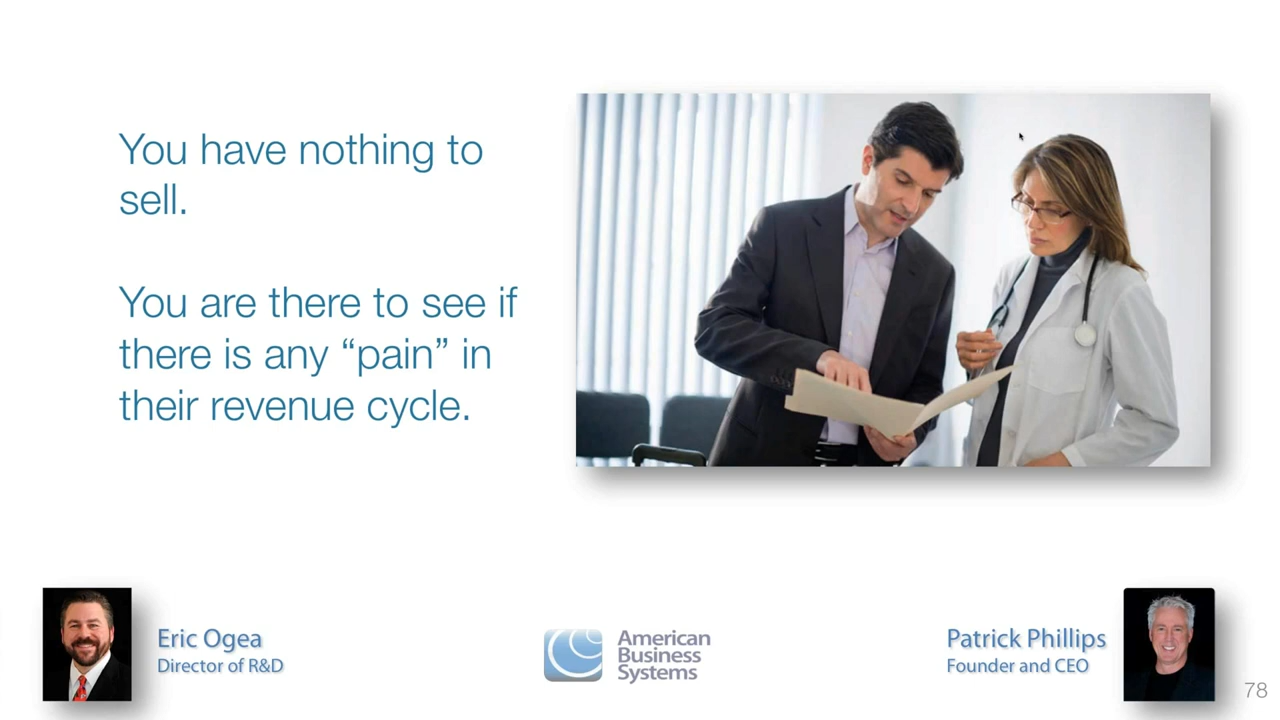 You have nothing to
sell.
You are there to see if
there is any “pain” in
their revenue cycle.
Eric Ogea
Director of R&D
American
Business
Systems
Patrick Phillips
Founder and CEO
78